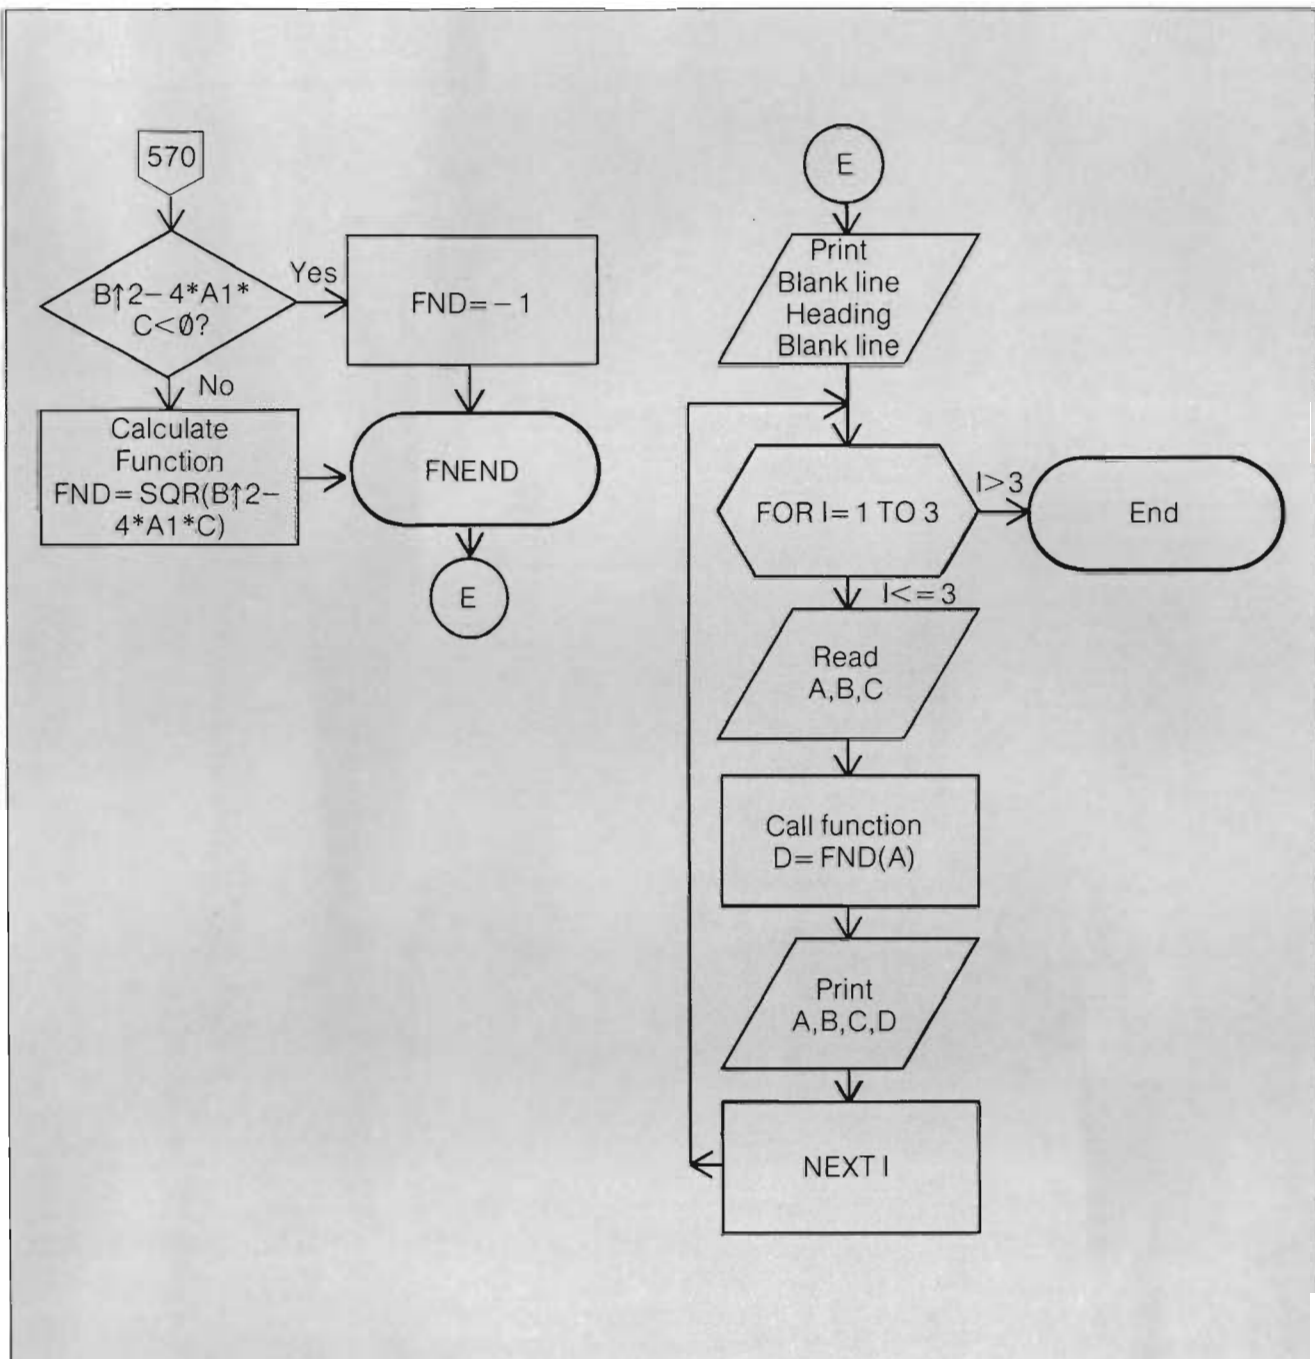 570
B↑2– 4*A1*
C<Ø?
Yes
FND= – 1
No
Calculate
Function
FND= SQR(B↑2–
4*A1*C)
FNEND
E
E
Print
Blank line
Heading
Blank line
FOR I= 1 TO 3
I>3
End
I<= 3
Read
A,B,C
Call function
D= FND(A)
Print
A,B,C,D
NEXT I